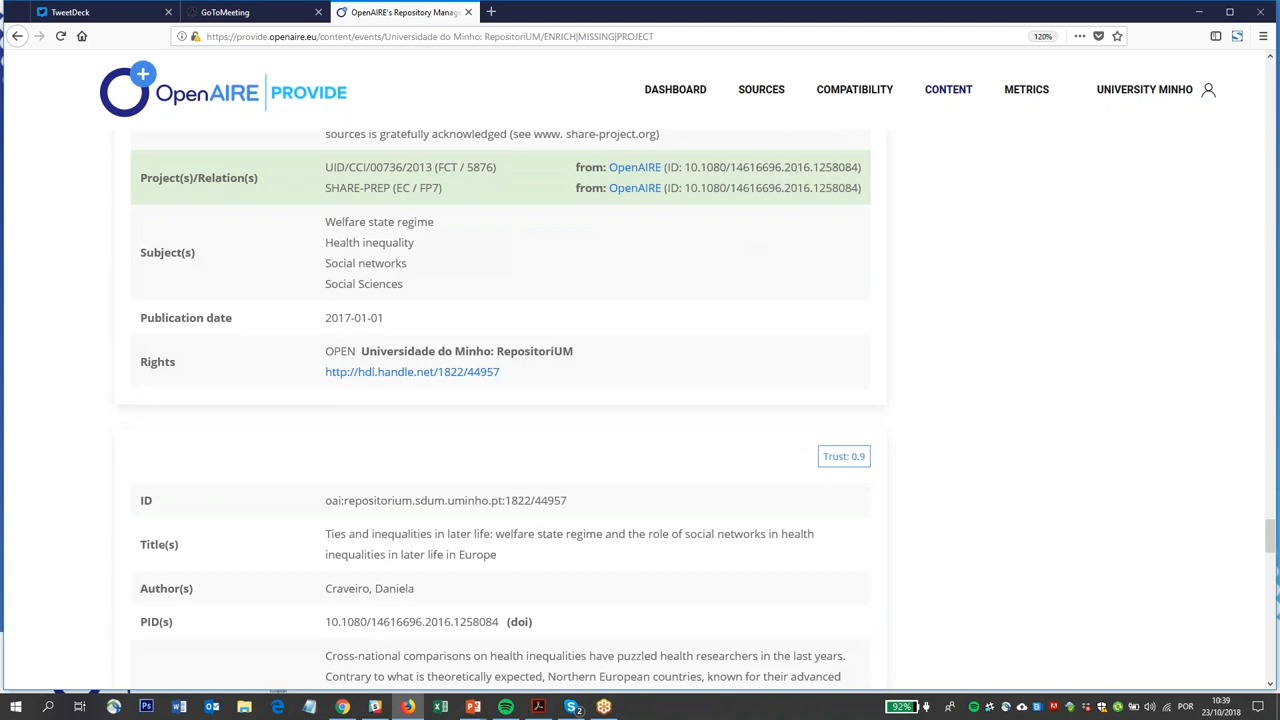 TweetDeck
GoToMeeting
OpenAIRE's Repository Manag
https://provide.openaire.eu/content/events/Universidade do Minho: RepositoriUM/ENRICH|MISSING|PROJECT
120%
OpenAIRE PROVIDE
DASHBOARD SOURCES COMPATIBILITY CONTENT METRICS UNIVERSITY MINHO
sources is gratefully acknowledged (see www. share-project.org)
Project(s)/Relation(s)
UID/CCI/00736/2013 (FCT / 5876) from: OpenAIRE (ID: 10.1080/14616696.2016.1258084)
SHARE-PREP (EC / FP7) from: OpenAIRE (ID: 10.1080/14616696.2016.1258084)
Subject(s)
Welfare state regime
Health inequality
Social networks
Social Sciences
Publication date 2017-01-01
Rights
OPEN Universidade do Minho: RepositoriUM
http://hdl.handle.net/1822/44957
Trust: 0.9
ID oai:repositorium.sdum.uminho.pt:1822/44957
Title(s)
Ties and inequalities in later life: welfare state regime and the role of social networks in health
inequalities in later life in Europe
Author(s) Craveiro, Daniela
PID(s) 10.1080/14616696.2016.1258084 (doi)
Cross-national comparisons on health inequalities have puzzled health researchers in the last years.
Contrary to what is theoretically expected, Northern European countries, known for their advanced
92%
POR
10:39
23/10/2018